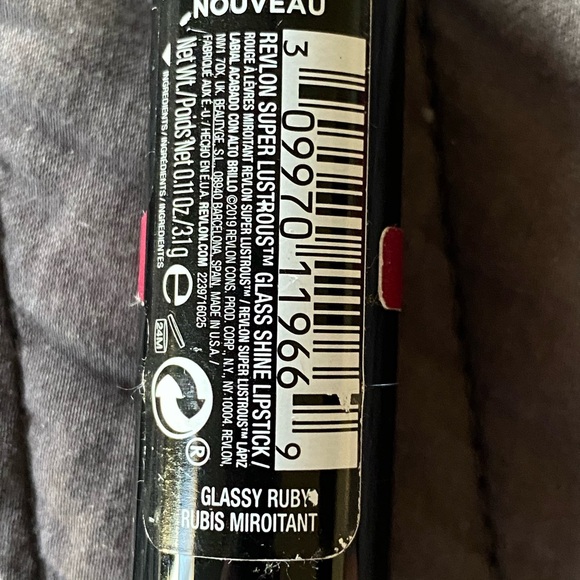 NOUVEAU
3 09970 11966 9
REVLON SUPER LUSTROUS™ GLASS SHINE LIPSTICK/
ROUGE À LÈVRES MIROITANT REVLON SUPER LUSTROUS™ / REVLON SUPER LUSTROUS™ LÁPIZ
LABIAL ACABADO CON ALTO BRILLO ©2019 REVLON CONS. PROD. CORP., N.Y., NY, 10004. REVLON,
NW1 7QX, UK. BEAUTYGE, S.L., 08940 BARCELONA, SPAIN. MADE IN U.S.A. /
FABRIQUÉ AUX É.-U. / HECHO EN E.U.A. REVLON.COM 2239716025
Net Wt./Poids Net 0.11 Oz./3.1 g e 24M
INGREDIENTS / INGRÉDIENTS / INGREDIENTES
®
GLASSY RUBY
RUBIS MIROITANT